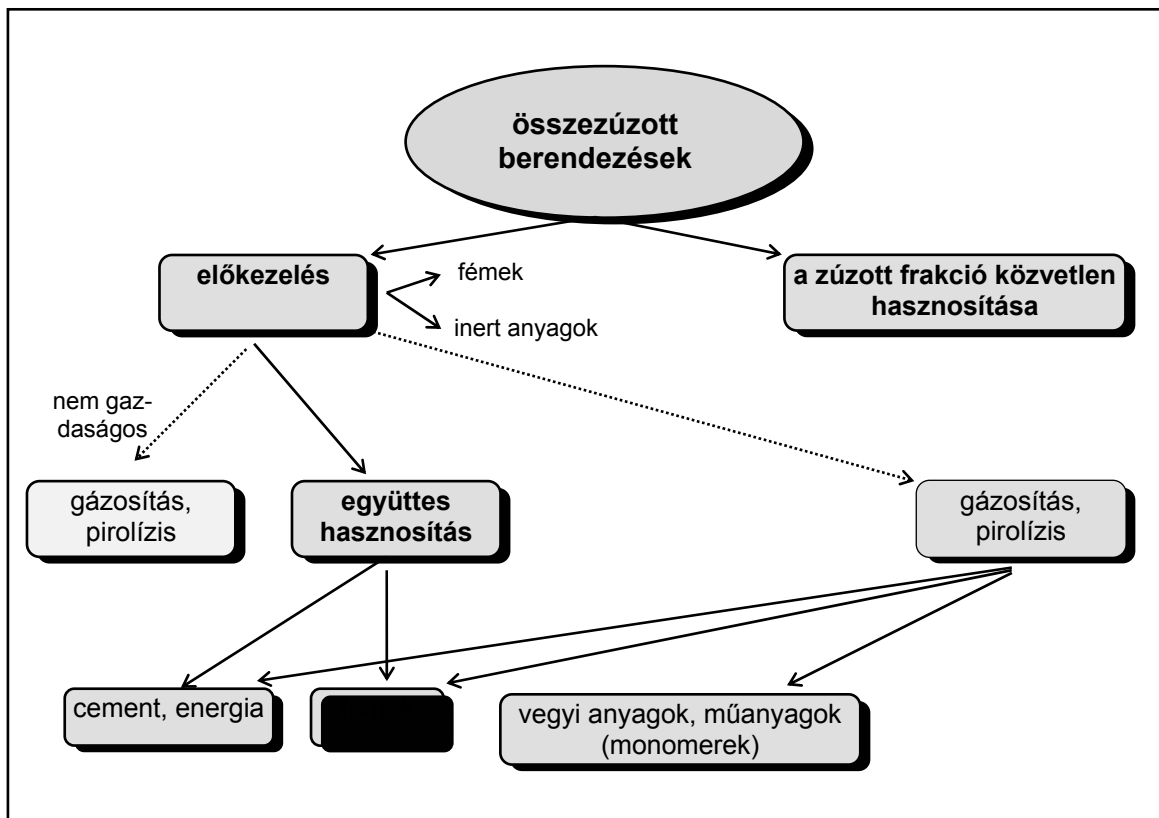 összezúzott
berendezések
előkezelés
fémek
inert anyagok
a zúzott frakció közvetlen
hasznosítása
nem gaz-
daságos
gázosítás,
pirolízis
együttes
hasznosítás
gázosítás,
pirolízis
cement, energia
vegyi anyagok, műanyagok
(monomerek)